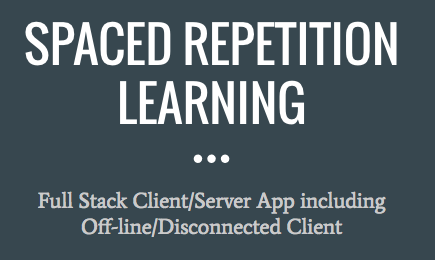 SPACED REPETITION
LEARNING
Full Stack Client/Server App including
Off-line/Disconnected Client